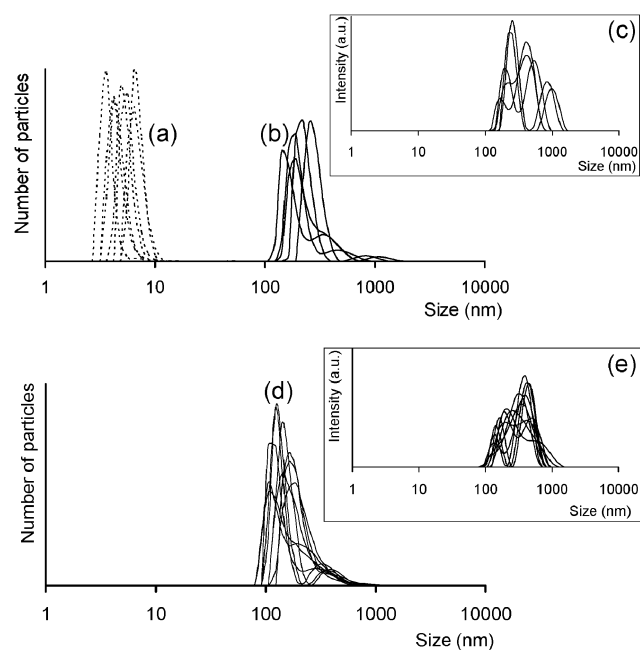 (c)
Intensity (a.u.)
1 10 100 1000 10000
Size (nm)
Number of particles
(a) (b)
1 10 100 1000 10000
Size (nm)
(e)
Intensity (a.u.)
1 10 100 1000 10000
Size (nm)
Number of particles
(d)
1 10 100 1000 10000
Size (nm)